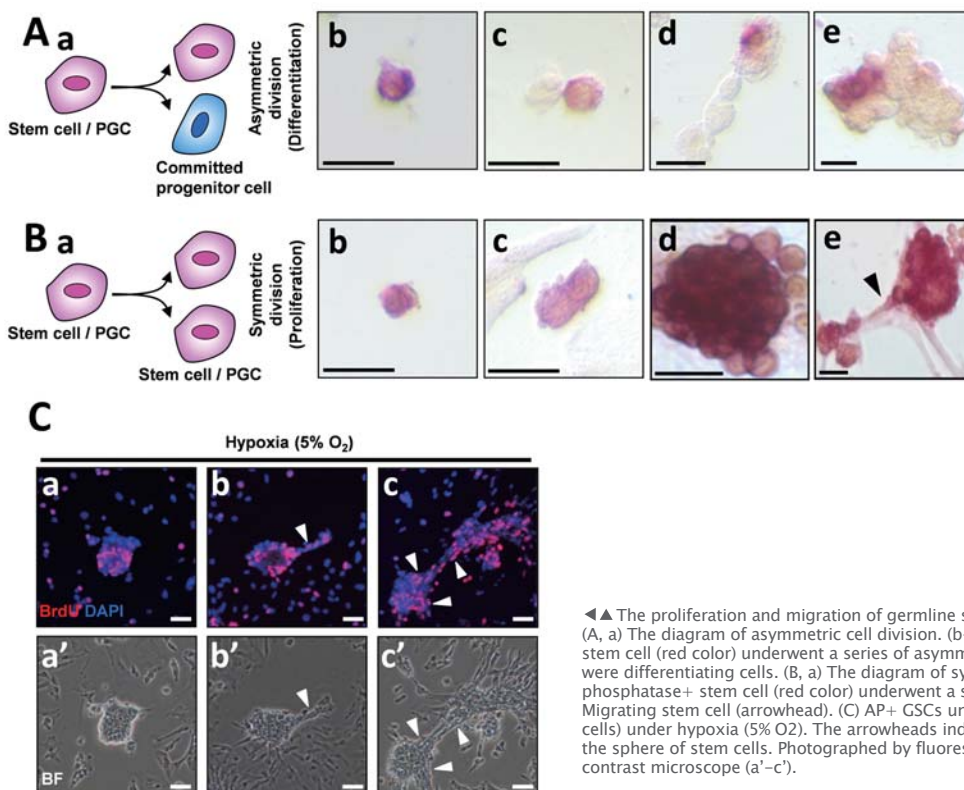 A
a
Stem cell / PGC
Committed
progenitor cell
Asymmetric
division
(Differentitation)
b
c
d
e
B
a
Stem cell / PGC
Stem cell / PGC
Symmetric
division
(Proliferation)
b
c
d
e
C
Hypoxia (5% O2)
a
b
c
BrdU DAPI
a'
b'
c'
BF
◀▲ The proliferation and migration of germline s
(A, a) The diagram of asymmetric cell division. (b-
stem cell (red color) underwent a series of asymm
were differentiating cells. (B, a) The diagram of sy
phosphatase+ stem cell (red color) underwent a s
Migrating stem cell (arrowhead). (C) AP+ GSCs un
cells) under hypoxia (5% O2). The arrowheads ind
the sphere of stem cells. Photographed by fluores
contrast microscope (a'-c').